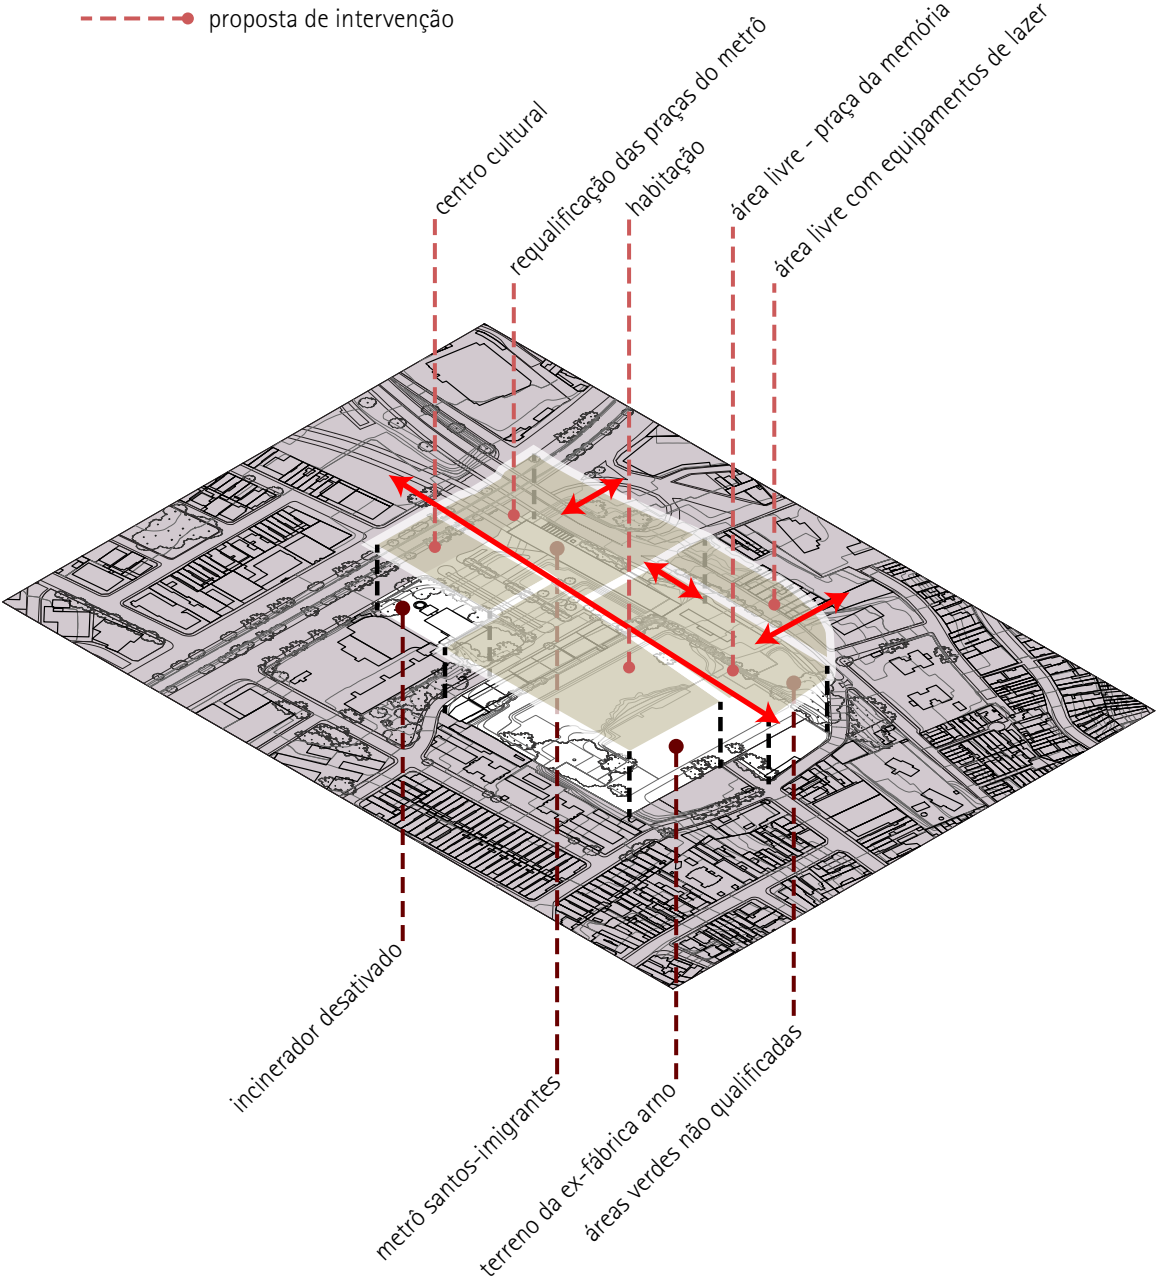 proposta de intervenção
centro cultural
requalificação das praças do metrô
habitação
área livre - praça da memória
área livre com equipamentos de lazer
incinerador desativado
metrô santos-imigrantes
terreno da ex-fábrica arno
áreas verdes não qualificadas